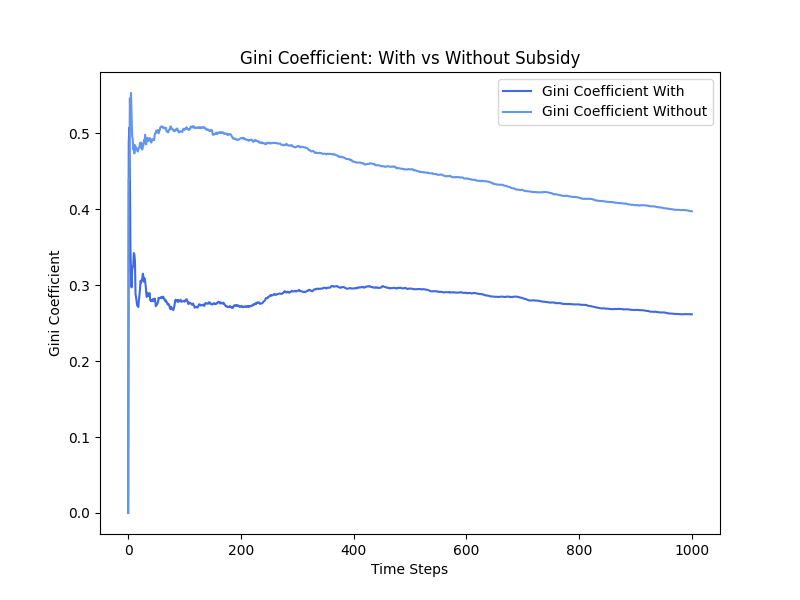 Gini Coefficient: With vs Without Subsidy
Gini Coefficient With
Gini Coefficient Without
Gini Coefficient
0.5
0.4
0.3
0.2
0.1
0.0
0 200 400 600 800 1000
Time Steps